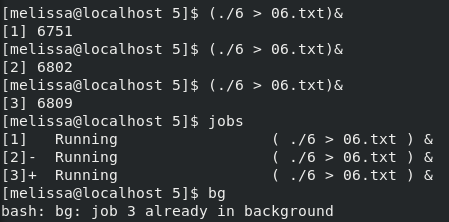 [melissa@localhost 5]$ (./6 > 06.txt)&
[1] 6751
[melissa@localhost 5]$ (./6 > 06.txt)&
[2] 6802
[melissa@localhost 5]$ (./6 > 06.txt)&
[3] 6809
[melissa@localhost 5]$ jobs
[1]   Running                 ( ./6 > 06.txt ) &
[2]-  Running                 ( ./6 > 06.txt ) &
[3]+  Running                 ( ./6 > 06.txt ) &
[melissa@localhost 5]$ bg
bash: bg: job 3 already in background